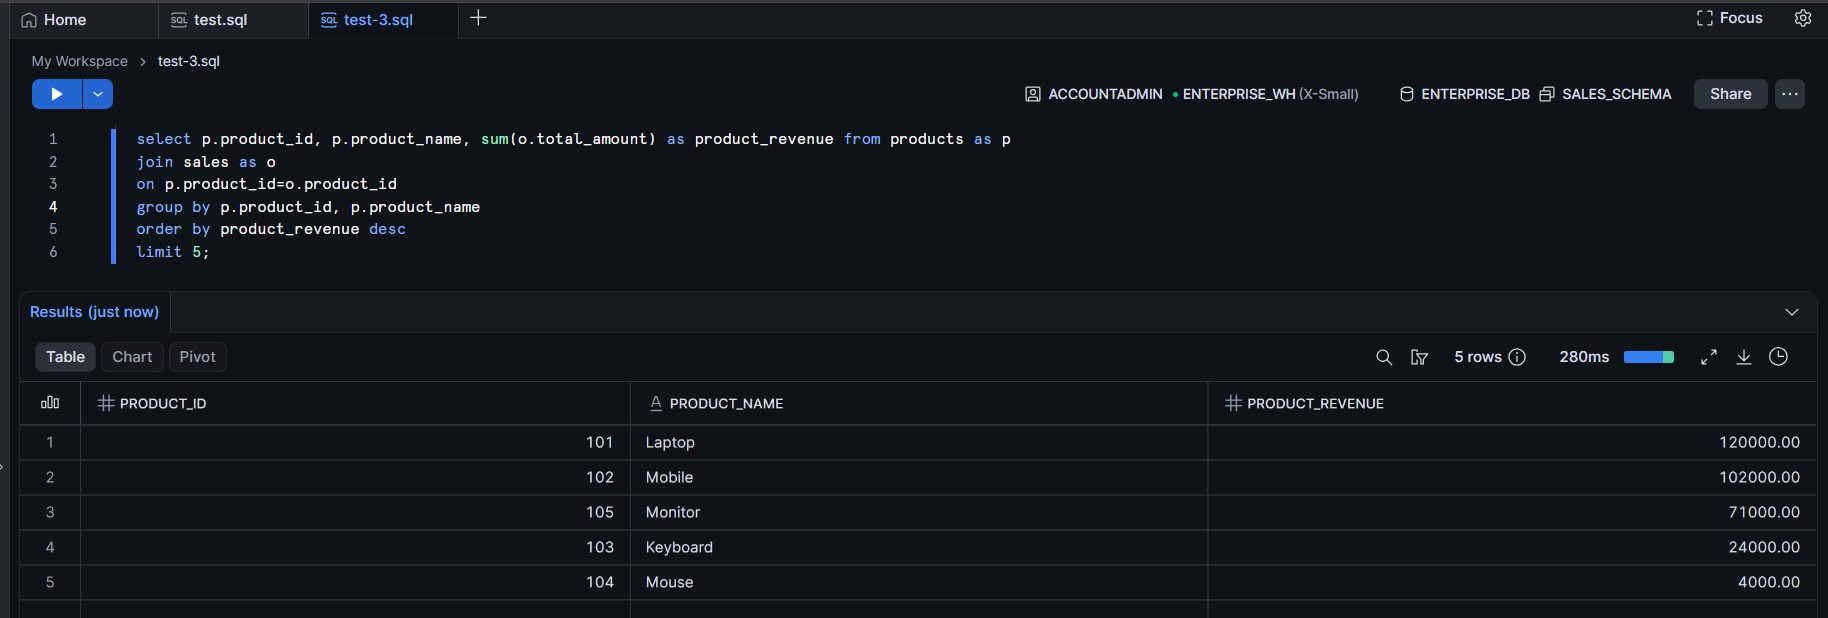 Home
SQL test.sql
SQL test-3.sql
Focus
My Workspace > test-3.sql
ACCOUNTADMIN ENTERPRISE_WH (X-Small) ENTERPRISE_DB SALES_SCHEMA Share ...
1 select p.product_id, p.product_name, sum(o.total_amount) as product_revenue from products as p
2 join sales as o
3 on p.product_id=o.product_id
4 group by p.product_id, p.product_name
5 order by product_revenue desc
6 limit 5;
Results (just now)
Table Chart Pivot
5 rows 280ms
PRODUCT_ID A PRODUCT_NAME PRODUCT_REVENUE
1 101 Laptop 120000.00
2 102 Mobile 102000.00
3 105 Monitor 71000.00
4 103 Keyboard 24000.00
5 104 Mouse 4000.00